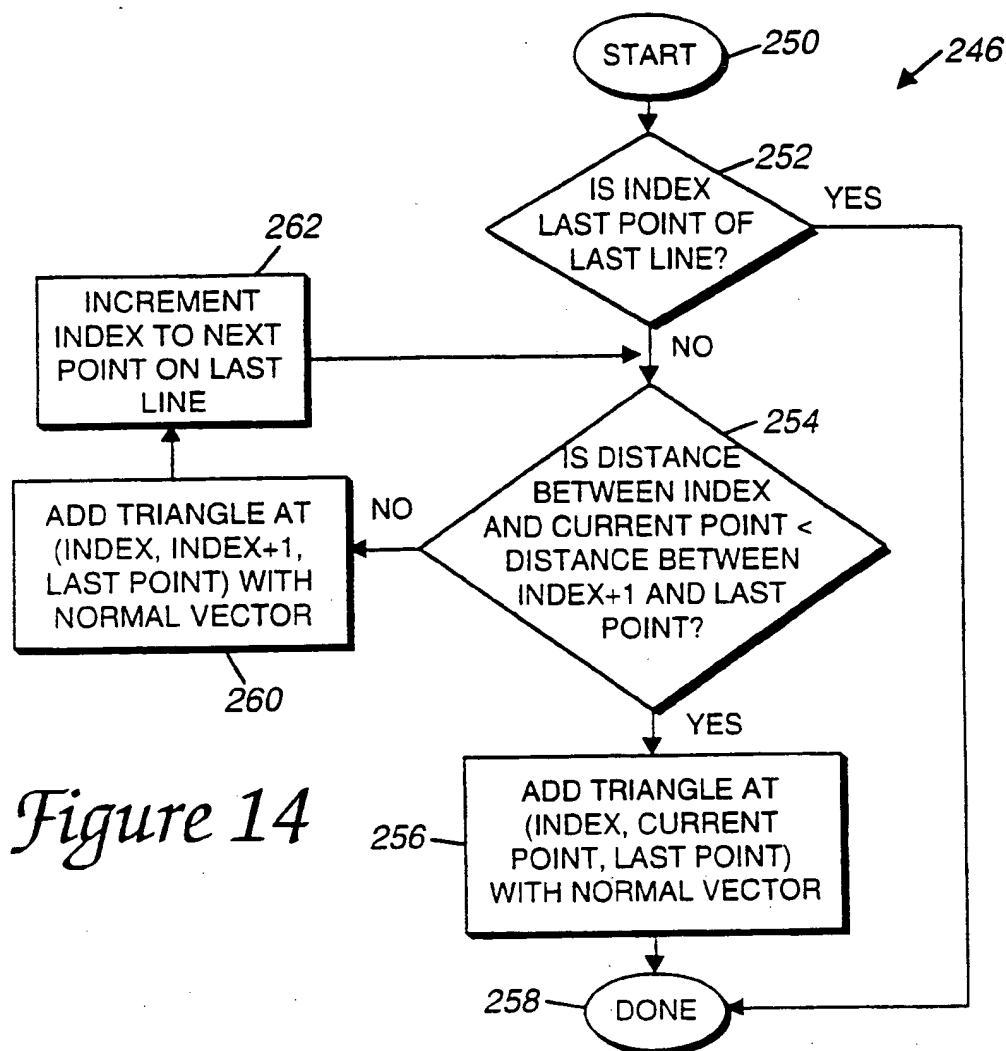 START
250
246
252
IS INDEX
LAST POINT OF
LAST LINE?
YES
262
INCREMENT
INDEX TO NEXT
POINT ON LAST
LINE
NO
254
IS DISTANCE
BETWEEN INDEX
AND CURRENT POINT <
DISTANCE BETWEEN
INDEX+1 AND LAST
POINT?
NO
ADD TRIANGLE AT
(INDEX, INDEX+1,
LAST POINT) WITH
NORMAL VECTOR
260
YES
Figure 14
256
ADD TRIANGLE AT
(INDEX, CURRENT
POINT, LAST POINT)
WITH NORMAL VECTOR
258
DONE